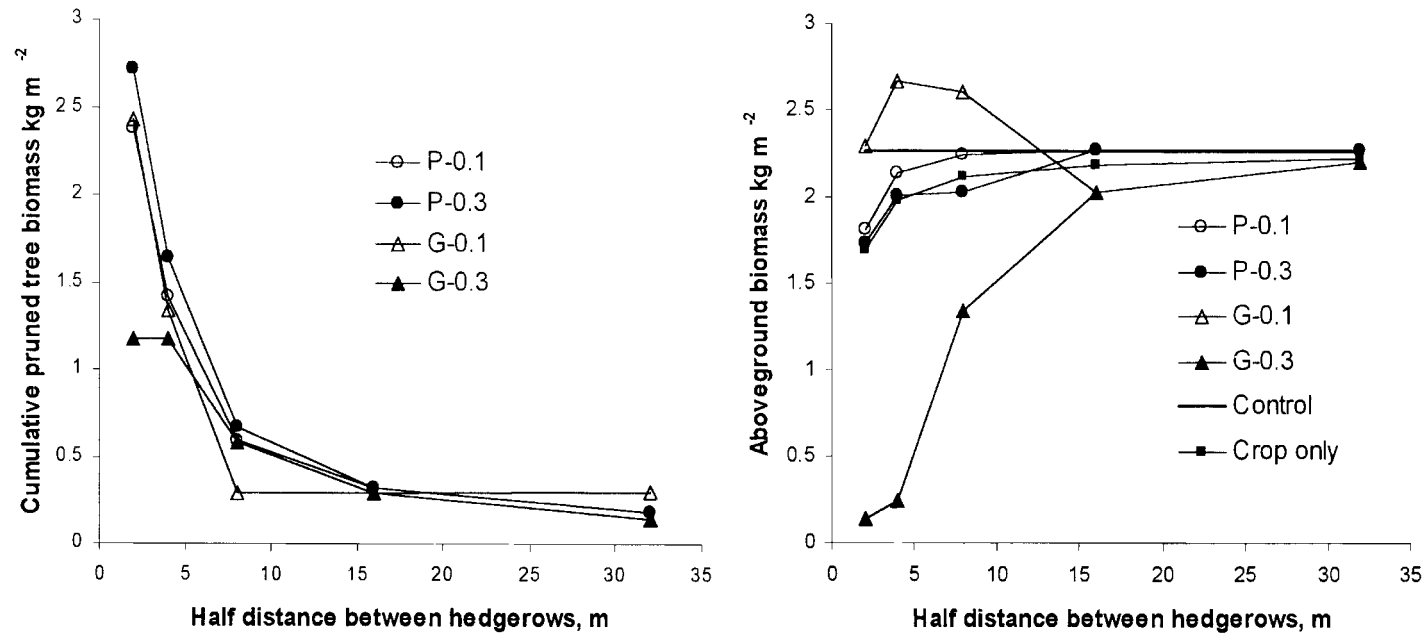 Cumulative pruned tree biomass kg m -2
3
2 5
2
1.5
1
0.5
0
0 5 10 15 20 25 30 35
Half distance between hedgerows, m
P-0.1
P-0.3
G-0.1
G-0.3
Aboveground biomass kg m -2
3
2.5
2
1.5
1
0.5
0
0 5 10 15 20 25 30 35
Half distance between hedgerows, m
P-0.1
P-0.3
G-0.1
G-0.3
Control
Crop only